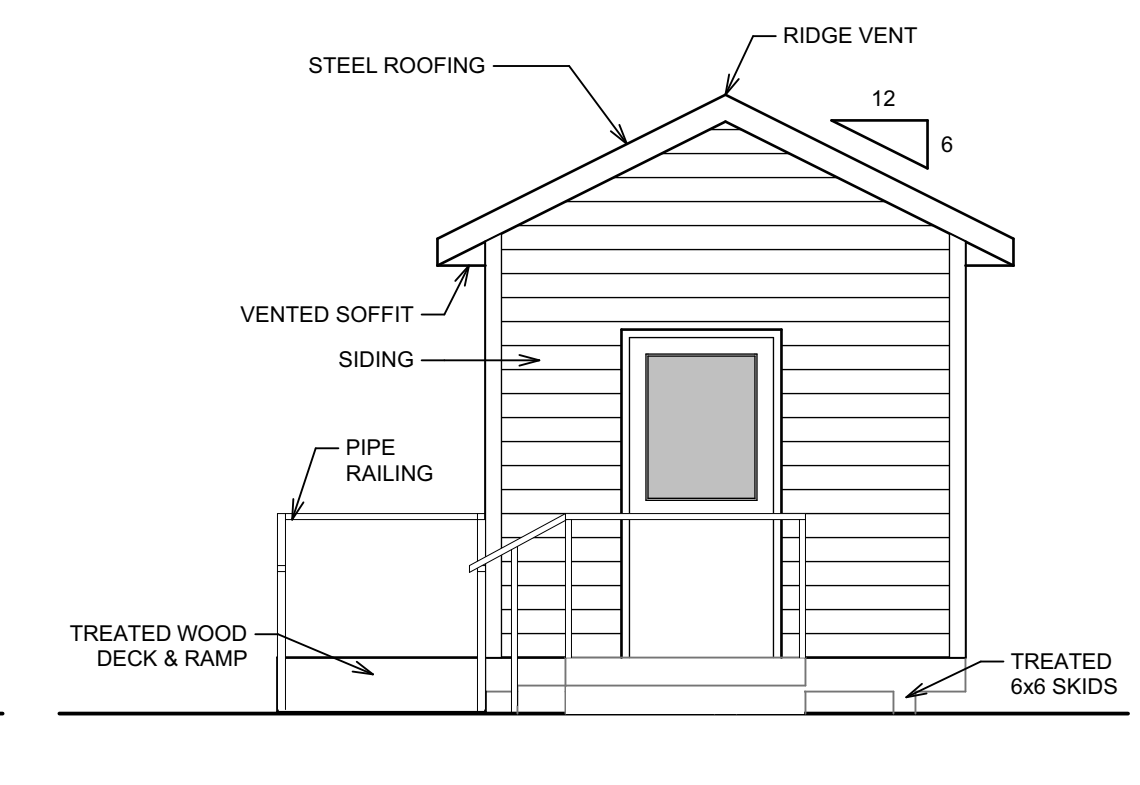 RIDGE VENT
STEEL ROOFING
12
6
VENTED SOFFIT
SIDING
PIPE
RAILING
TREATED WOOD
DECK & RAMP
TREATED
6x6 SKIDS